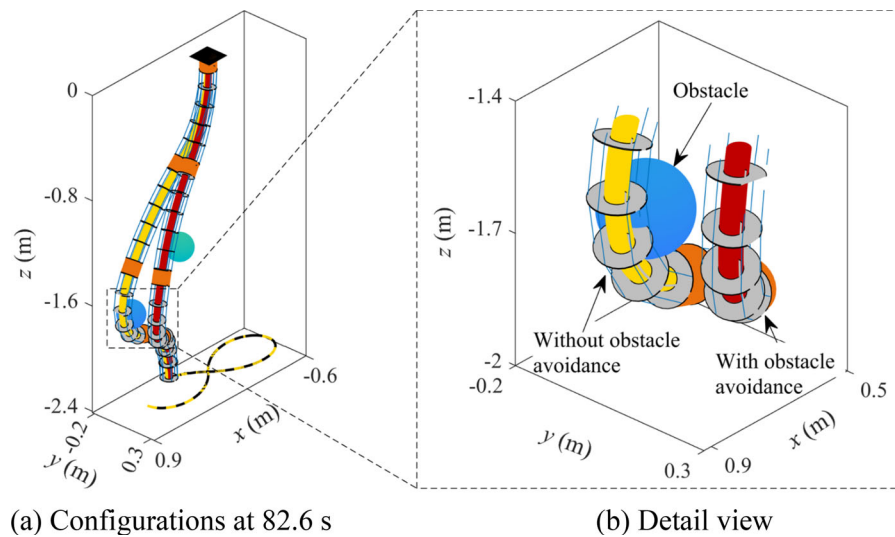 0
-0.8
z (m)
-1.6
-2.4
-0.2
y (m)
0.3
0.9
x (m)
-0.6
(a) Configurations at 82.6 s
-1.4
Obstacle
z (m)
-1.7
Without obstacle
avoidance
With obstacle
avoidance
-2
-0.2
y (m)
0.3
0.9
x (m)
0.5
(b) Detail view